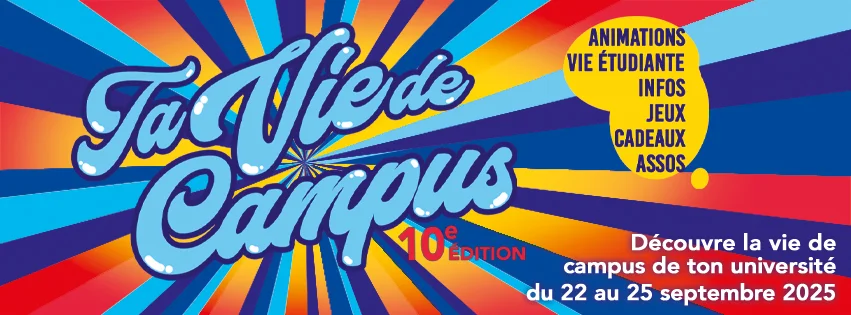 Ta Vie de
Campus
10e ÉDITION
ANIMATIONS
VIE ÉTUDIANTE
INFOS
JEUX
CADEAUX
ASSOS
Découvre la vie de
campus de ton université
du 22 au 25 septembre 2025